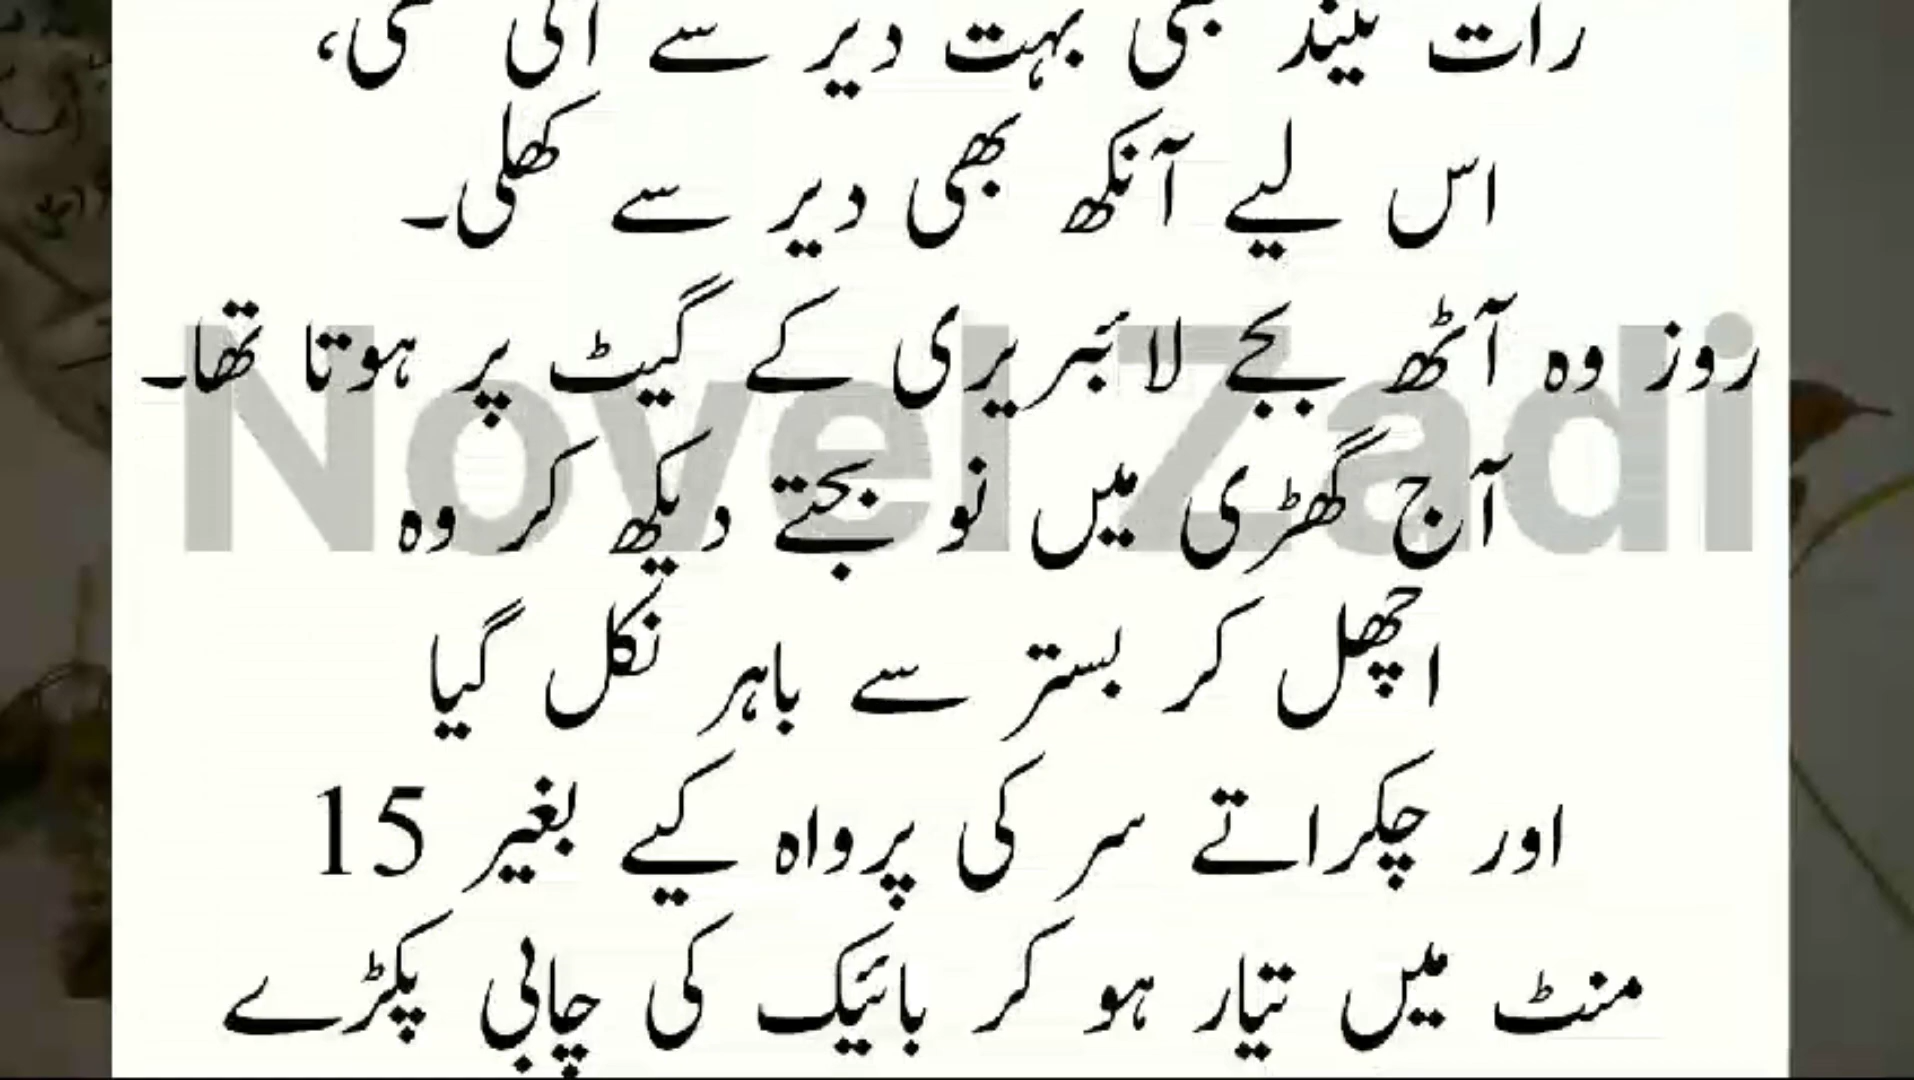 رات نیند بھی بہت دیر سے آئی تھی،
اس لیے آنکھ بھی دیر سے کھلی۔
روز وہ آٹھ بجے لائبریری کے گیٹ پر ہوتا تھا۔
آج گھڑی میں نو بجتے دیکھ کر وہ
اچھل کر بستر سے باہر نکل گیا
اور چکراتے سر کی پرواہ کیے بغیر 15
منٹ میں تیار ہو کر بائیک کی چابی پکڑے
Novel Zadi